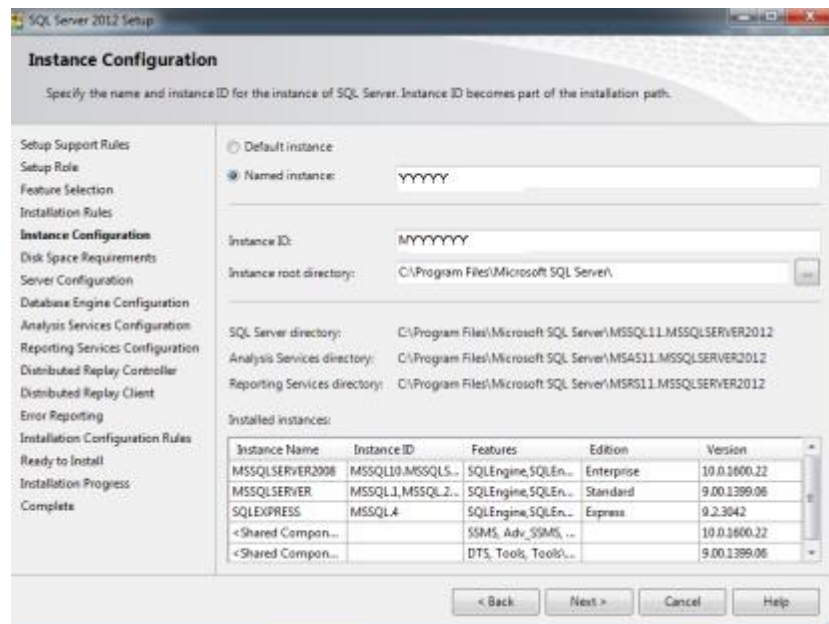 SQL Server 2012 Setup
Instance Configuration
Specify the name and instance ID for the instance of SQL Server. Instance ID becomes part of the installation path.
Setup Support Rules
Setup Role
Feature Selection
Installation Rules
Instance Configuration
Disk Space Requirements
Server Configuration
Database Engine Configuration
Analysis Services Configuration
Reporting Services Configuration
Distributed Replay Controller
Distributed Replay Client
Error Reporting
Installation Configuration Rules
Ready to Install
Installation Progress
Complete
Default instance
Named instance: YYYYY
Instance ID: MYYYYYY
Instance root directory: C:\Program Files\Microsoft SQL Server\ ...
SQL Server directory: C:\Program Files\Microsoft SQL Server\MSSQL11.MSSQLSERVER2012
Analysis Services directory: C:\Program Files\Microsoft SQL Server\MSAS11.MSSQLSERVER2012
Reporting Services directory: C:\Program Files\Microsoft SQL Server\MSRS11.MSSQLSERVER2012
Installed instances:
Instance Name Instance ID Features Edition Version
MSSQLSERVER2008 MSSQL10.MSSQLS... SQLEngine,SQLEn... Enterprise 10.0.1600.22
MSSQLSERVER MSSQL.1,MSSQL.2... SQLEngine,SQLEn... Standard 9.00.1399.06
SQLEXPRESS MSSQL.4 SQLEngine,SQLEn... Express 9.2.3042
<Shared Compon... SSMS, Adv_SSMS, ... 10.0.1600.22
<Shared Compon... DTS, Tools, Tools\... 9.00.1399.06
< Back Next > Cancel Help